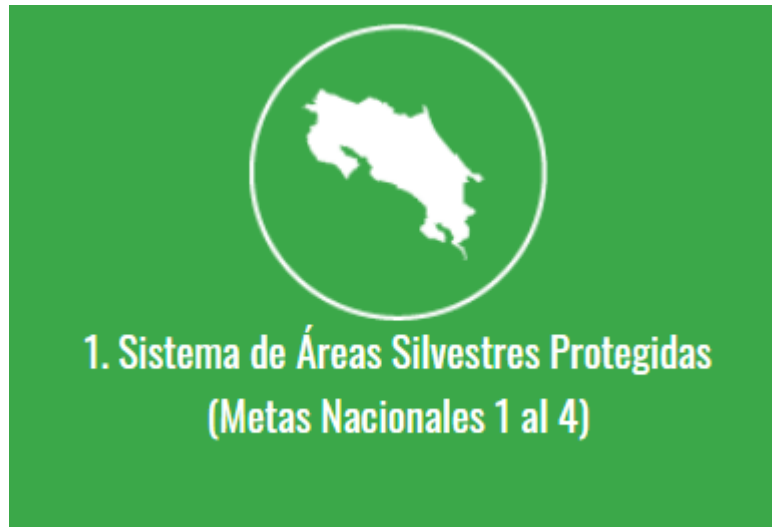 1. Sistema de Áreas Silvestres Protegidas
(Metas Nacionales 1 al 4)